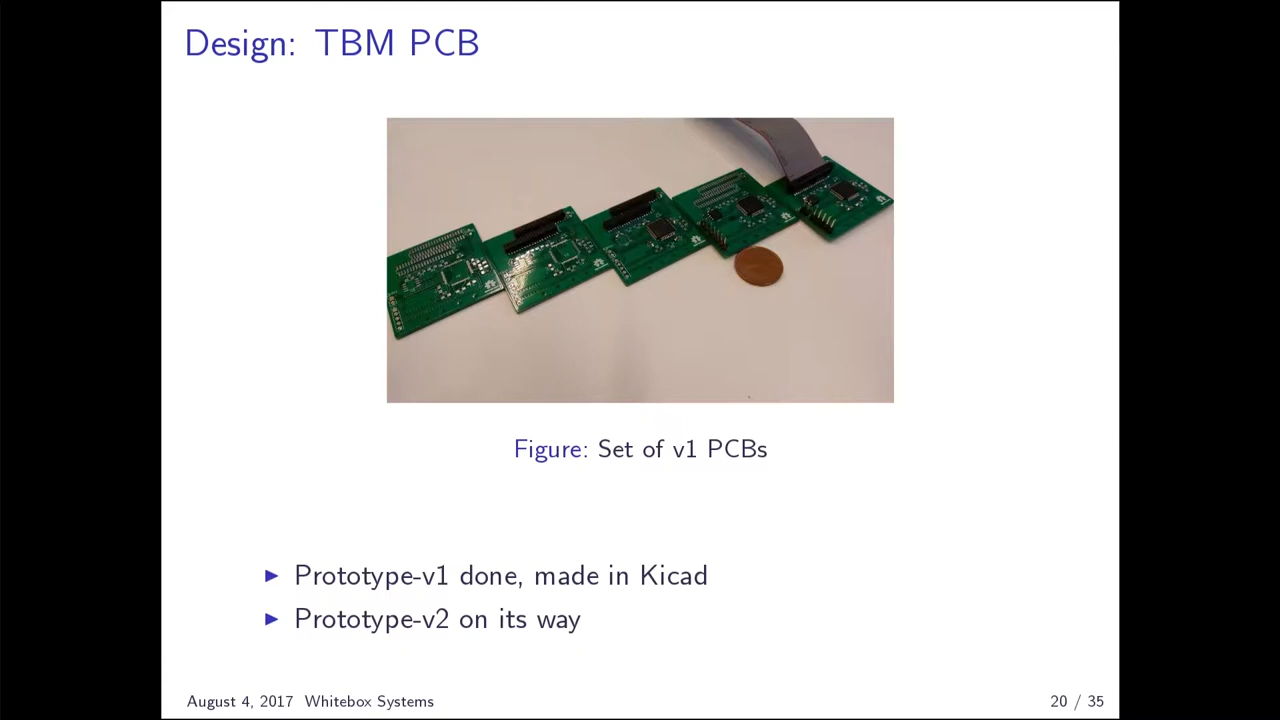 Design: TBM PCB
Figure: Set of v1 PCBs
Prototype-v1 done, made in Kicad
Prototype-v2 on its way
August 4, 2017 Whitebox Systems
20 / 35